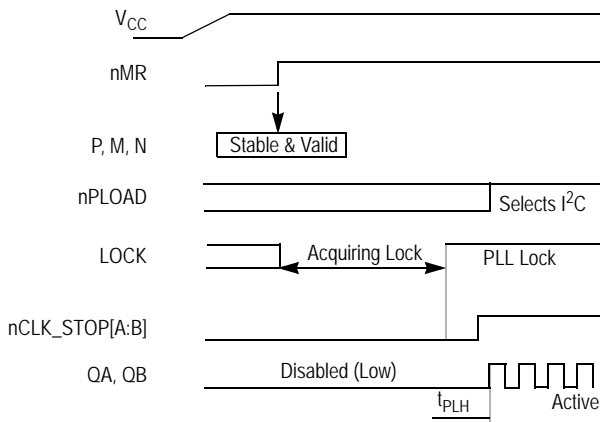 VCC
nMR
P, M, N
Stable & Valid
nPLOAD
Selects I²C
LOCK
Acquiring Lock
PLL Lock
nCLK_STOP[A:B]
QA, QB
Disabled (Low)
tPLH
Active